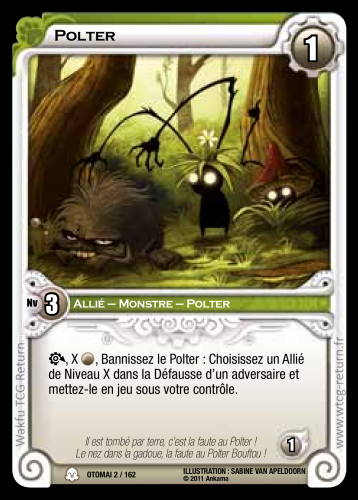 POLTER
1
Nv 3
ALLIÉ – MONSTRE – POLTER
, X , Bannissez le Polter : Choisissez un Allié
de Niveau X dans la Défausse d'un adversaire et
mettez-le en jeu sous votre contrôle.
Il est tombé par terre, c'est la faute au Polter !
Le nez dans la gadoue, la faute au Polter Bouftou !
1
OTOMAI 2 / 162
ILLUSTRATION : SABINE VAN APELDOORN
© 2011 Ankama
Wakfu TCG Return
www.wtcg-return.fr